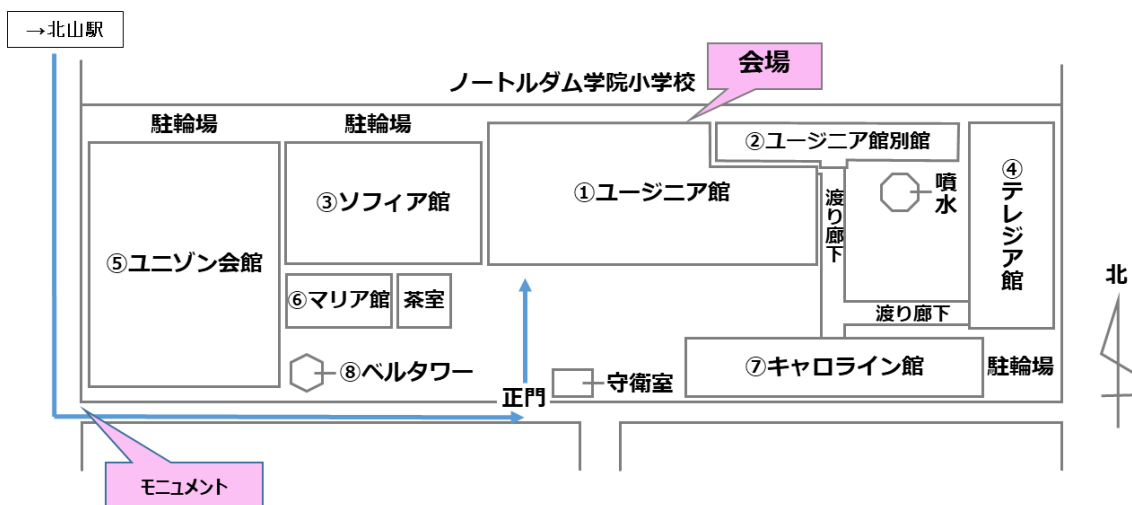 →北山駅
会場
ノートルダム学院小学校
駐輪場
駐輪場
②ユージニア館別館
③ソフィア館
①ユージニア館
④テレジア館
噴水
渡り廊下
⑤ユニゾン会館
⑥マリア館
茶室
北
渡り廊下
⑧ベルタワー
守衛室
⑦キャロライン館
駐輪場
正門
モニュメント